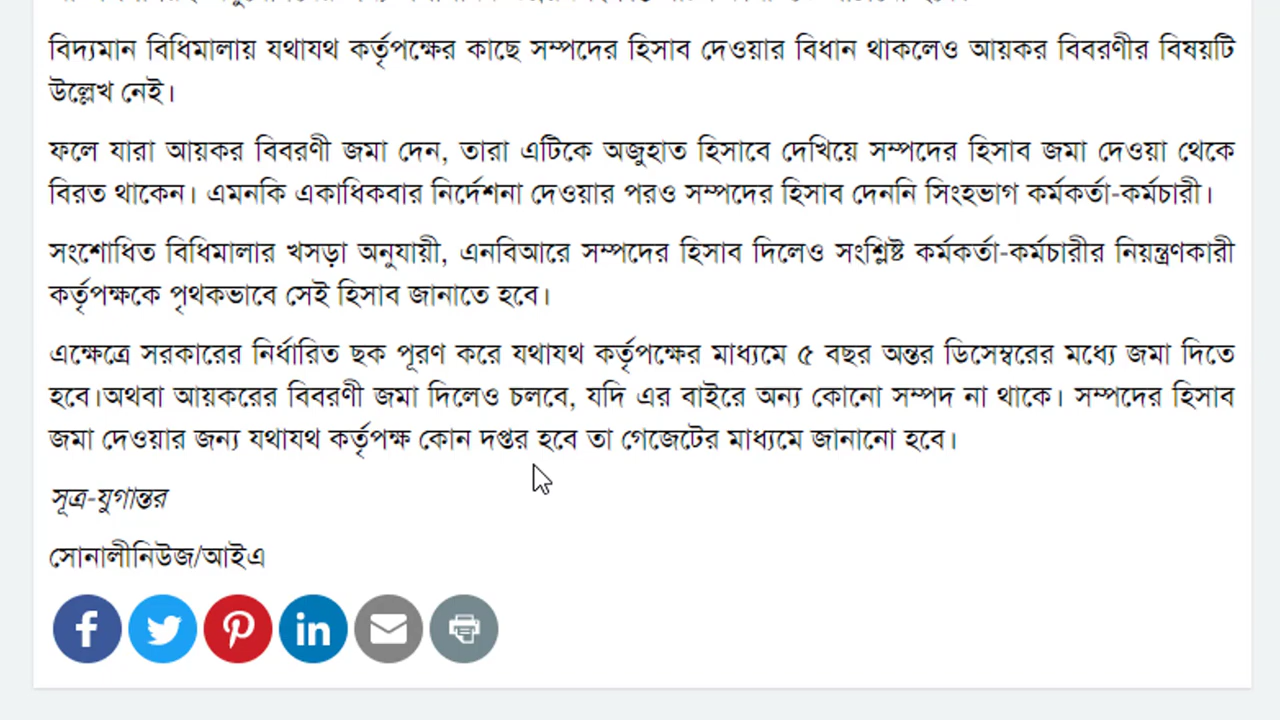 বিদ্যমান বিধিমালায় যথাযথ কর্তৃপক্ষের কাছে সম্পদের হিসাব দেওয়ার বিধান থাকলেও আয়কর বিবরণীর বিষয়টি
উল্লেখ নেই।
ফলে যারা আয়কর বিবরণী জমা দেন, তারা এটিকে অজুহাত হিসাবে দেখিয়ে সম্পদের হিসাব জমা দেওয়া থেকে
বিরত থাকেন। এমনকি একাধিকবার নির্দেশনা দেওয়ার পরও সম্পদের হিসাব দেননি সিংহভাগ কর্মকর্তা-কর্মচারী।
সংশোধিত বিধিমালার খসড়া অনুযায়ী, এনবিআরে সম্পদের হিসাব দিলেও সংশ্লিষ্ট কর্মকর্তা-কর্মচারীর নিয়ন্ত্রণকারী
কর্তৃপক্ষকে পৃথকভাবে সেই হিসাব জানাতে হবে।
এক্ষেত্রে সরকারের নির্ধারিত ছক পূরণ করে যথাযথ কর্তৃপক্ষের মাধ্যমে ৫ বছর অন্তর ডিসেম্বরের মধ্যে জমা দিতে
হবে।অথবা আয়করের বিবরণী জমা দিলেও চলবে, যদি এর বাইরে অন্য কোনো সম্পদ না থাকে। সম্পদের হিসাব
জমা দেওয়ার জন্য যথাযথ কর্তৃপক্ষ কোন দপ্তর হবে তা গেজেটের মাধ্যমে জানানো হবে।
সূত্র-যুগান্তর
সোনালীনিউজ/আইএ